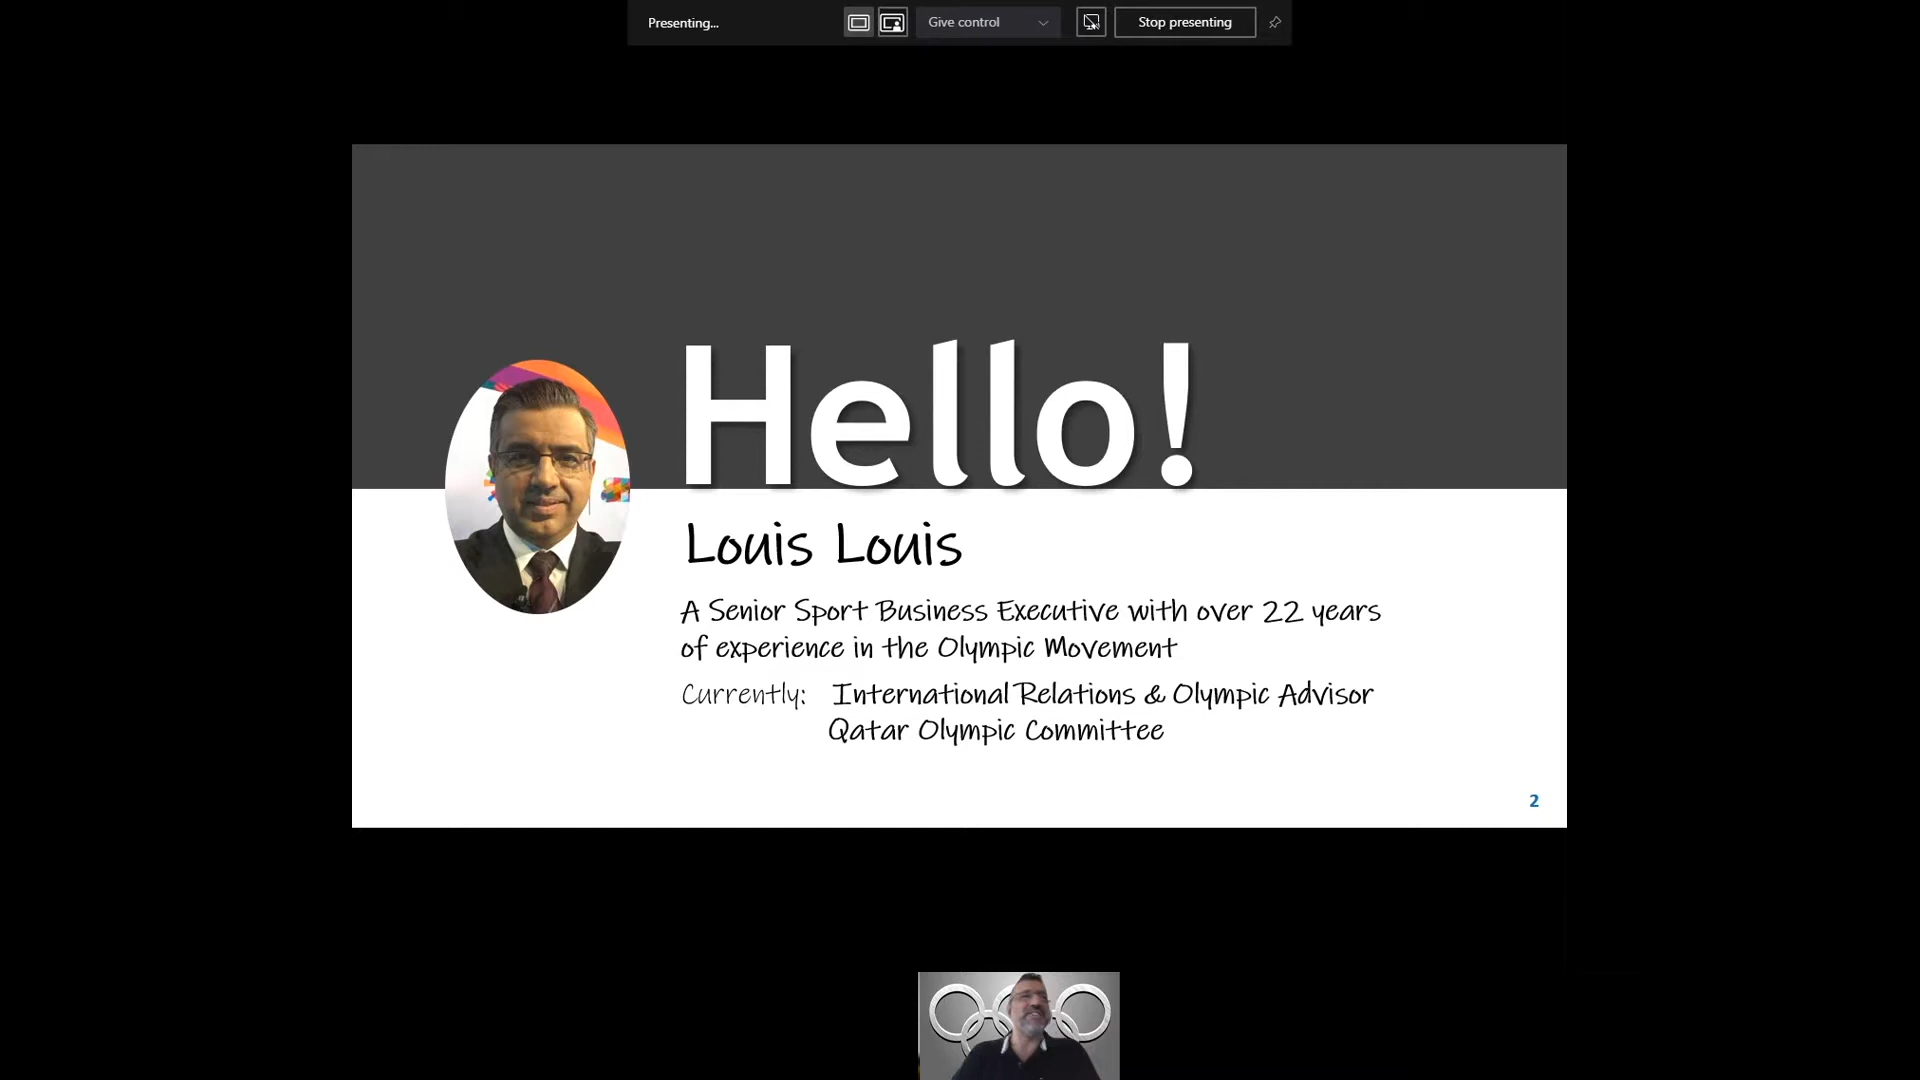 Presenting...
Give control
Stop presenting
Hello!
Louis Louis
A Senior Sport Business Executive with over 22 years
of experience in the Olympic Movement
Currently: International Relations & Olympic Advisor
Qatar Olympic Committee
2